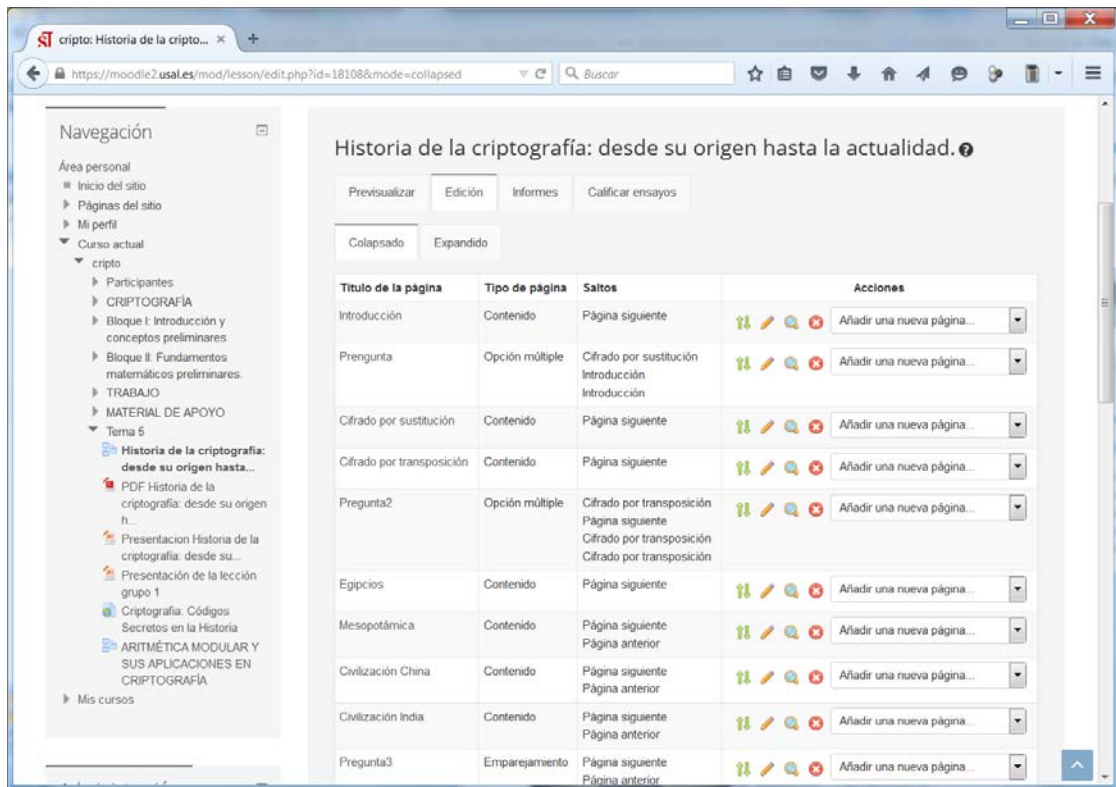 cripto: Historia de la cripto...
https://moodle2.usal.es/mod/lesson/edit.php?id=18108&mode=collapsed
Buscar
Navegación
Área personal
Inicio del sitio
Páginas del sitio
Mi perfil
Curso actual
cripto
Participantes
CRIPTOGRAFÍA
Bloque I: Introducción y
conceptos preliminares
Bloque II: Fundamentos
matemáticos preliminares.
TRABAJO
MATERIAL DE APOYO
Tema 5
Historia de la criptografía:
desde su origen hasta...
PDF Historia de la
criptografía: desde su origen
h...
Presentacion Historia de la
criptografía: desde su...
Presentación de la lección
grupo 1
Criptografia: Códigos
Secretos en la Historia
ARITMÉTICA MODULAR Y
SUS APLICACIONES EN
CRIPTOGRAFÍA
Mis cursos
Historia de la criptografía: desde su origen hasta la actualidad.
Previsualizar Edición Informes Calificar ensayos
Colapsado Expandido
Título de la página Tipo de página Saltos Acciones
Introducción Contenido Página siguiente Añadir una nueva página...
Prengunta Opción múltiple Cifrado por sustitución Añadir una nueva página...
Introducción
Introducción
Cifrado por sustitución Contenido Página siguiente Añadir una nueva página...
Cifrado por transposición Contenido Página siguiente Añadir una nueva página...
Pregunta2 Opción múltiple Cifrado por transposición Añadir una nueva página...
Página siguiente
Cifrado por transposición
Cifrado por transposición
Egipcios Contenido Página siguiente Añadir una nueva página...
Mesopotámica Contenido Página siguiente Añadir una nueva página...
Página anterior
Civilización China Contenido Página siguiente Añadir una nueva página...
Página anterior
Civilización India Contenido Página siguiente Añadir una nueva página...
Página anterior
Pregunta3 Emparejamiento Página siguiente Añadir una nueva página...
Página anterior